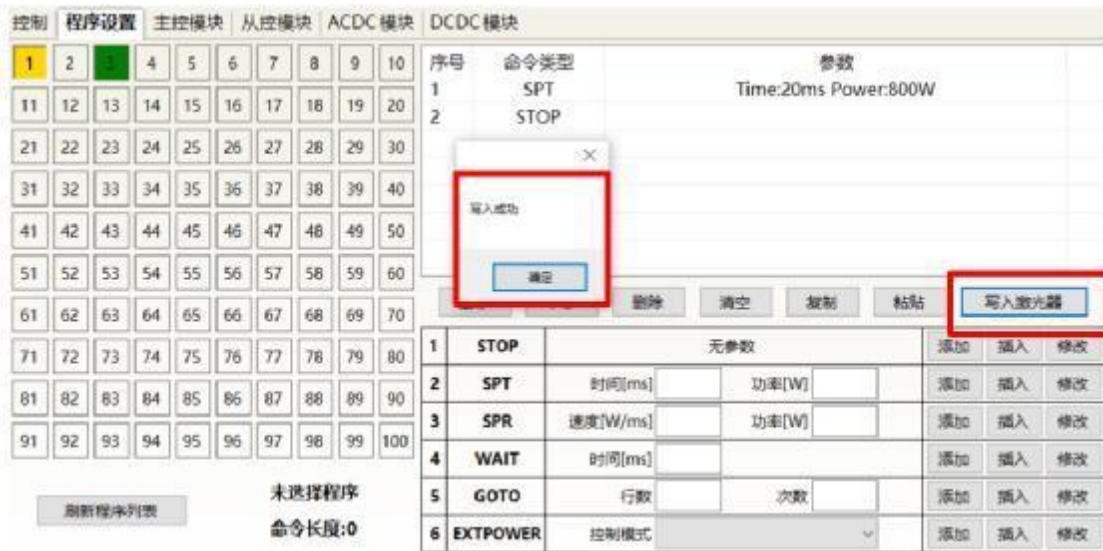 控制 程序设置 主控模块 从控模块 ACDC 模块 DCDC 模块
1 2 3 4 5 6 7 8 9 10
11 12 13 14 15 16 17 18 19 20
21 22 23 24 25 26 27 28 29 30
31 32 33 34 35 36 37 38 39 40
41 42 43 44 45 46 47 48 49 50
51 52 53 54 55 56 57 58 59 60
61 62 63 64 65 66 67 68 69 70
71 72 73 74 75 76 77 78 79 80
81 82 83 84 85 86 87 88 89 90
91 92 93 94 95 96 97 98 99 100
刷新程序列表
未选择程序
命令长度:0
序号 命令类型 参数
1 SPT Time:20ms Power:800W
2 STOP
写入成功
确定
删除 清空 复制 粘贴 写入激光器
1 STOP 无参数 添加 插入 修改
2 SPT 时间[ms] 功率[W] 添加 插入 修改
3 SPR 速度[W/ms] 功率[W] 添加 插入 修改
4 WAIT 时间[ms] 添加 插入 修改
5 GOTO 行数 次数 添加 插入 修改
6 EXTPOWER 控制模式 添加 插入 修改